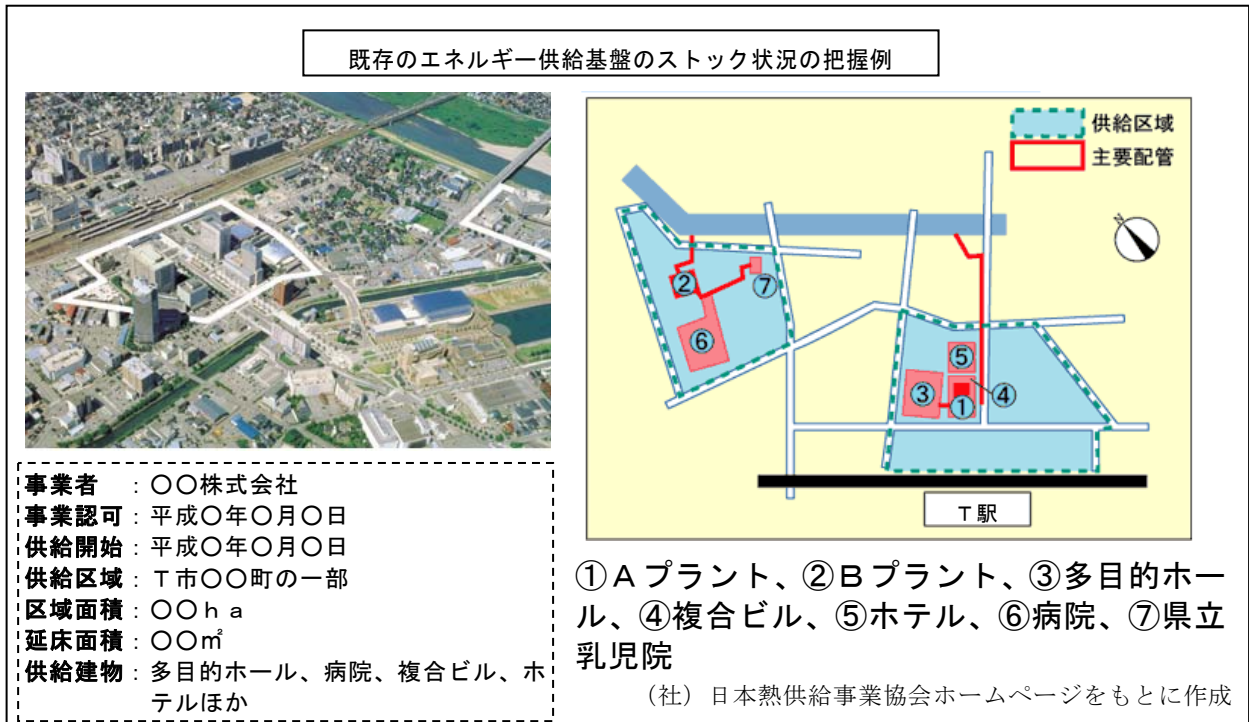 既存のエネルギー供給基盤のストック状況の把握例
供給区域
主要配管
N
②
⑦
⑥
⑤
③
④
①
T駅
事業者　：〇〇株式会社
事業認可：平成〇年〇月〇日
供給開始：平成〇年〇月〇日
供給区域：T市〇〇町の一部
区域面積：〇〇ｈａ
延床面積：〇〇㎡
供給建物：多目的ホール、病院、複合ビル、ホ
テルほか
①Ａプラント、②Ｂプラント、③多目的ホー
ル、④複合ビル、⑤ホテル、⑥病院、⑦県立
乳児院
（社）日本熱供給事業協会ホームページをもとに作成